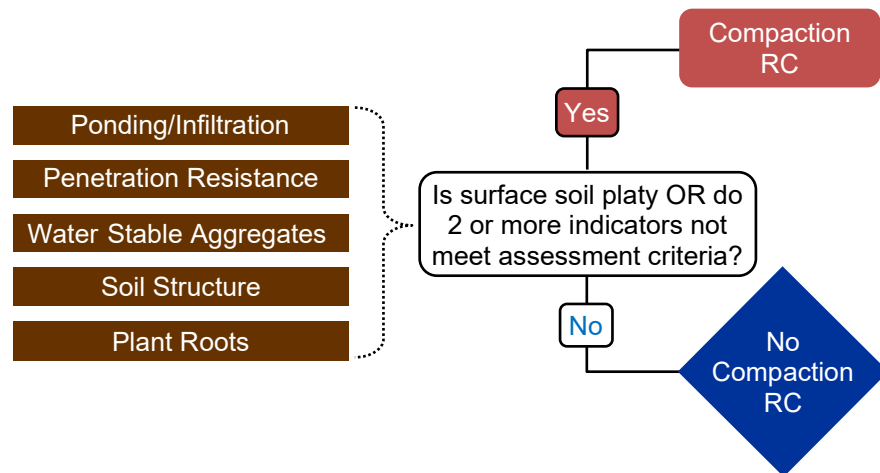 Compaction
RC
Yes
Ponding/Infiltration
Penetration Resistance
Water Stable Aggregates
Soil Structure
Plant Roots
Is surface soil platy OR do
2 or more indicators not
meet assessment criteria?
No
No
Compaction
RC